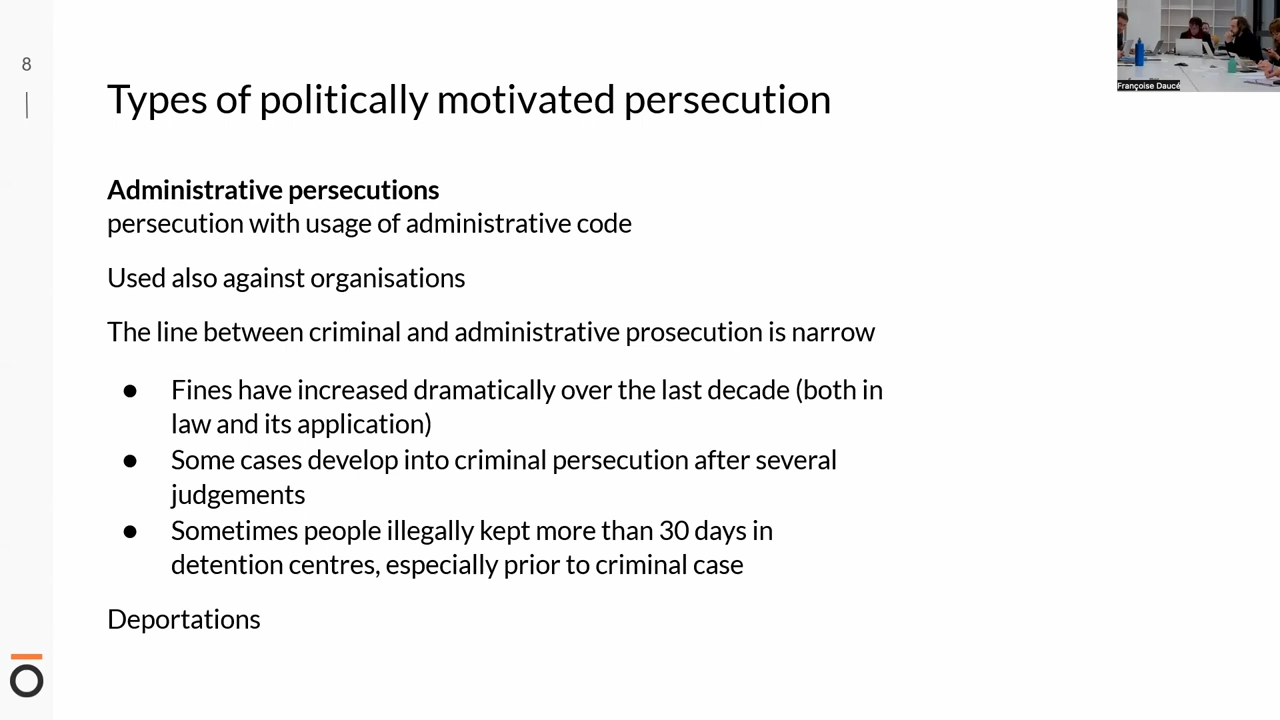 8
Types of politically motivated persecution
Administrative persecutions
persecution with usage of administrative code
Used also against organisations
The line between criminal and administrative prosecution is narrow
● Fines have increased dramatically over the last decade (both in
law and its application)
● Some cases develop into criminal persecution after several
judgements
● Sometimes people illegally kept more than 30 days in
detention centres, especially prior to criminal case
Deportations
Françoise Daucé